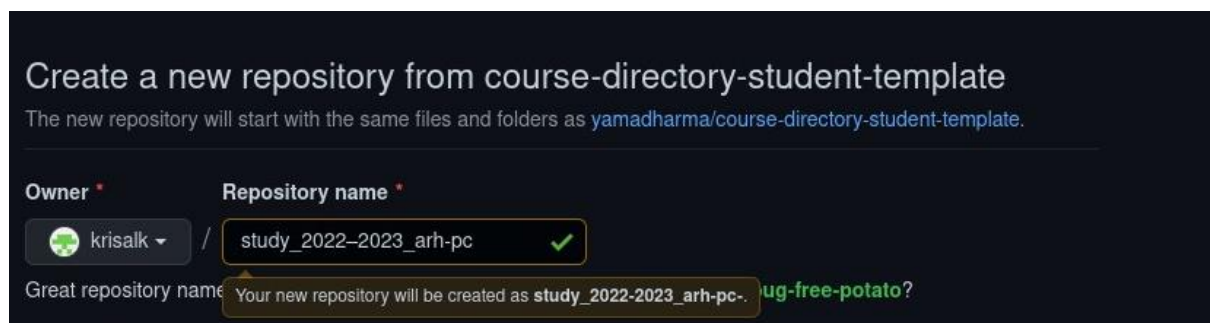 Create a new repository from course-directory-student-template
The new repository will start with the same files and folders as yamadharma/course-directory-student-template.
Owner * Repository name *
krisalk / study_2022–2023_arh-pc
Great repository name
Your new repository will be created as study_2022-2023_arh-pc-.
ug-free-potato?